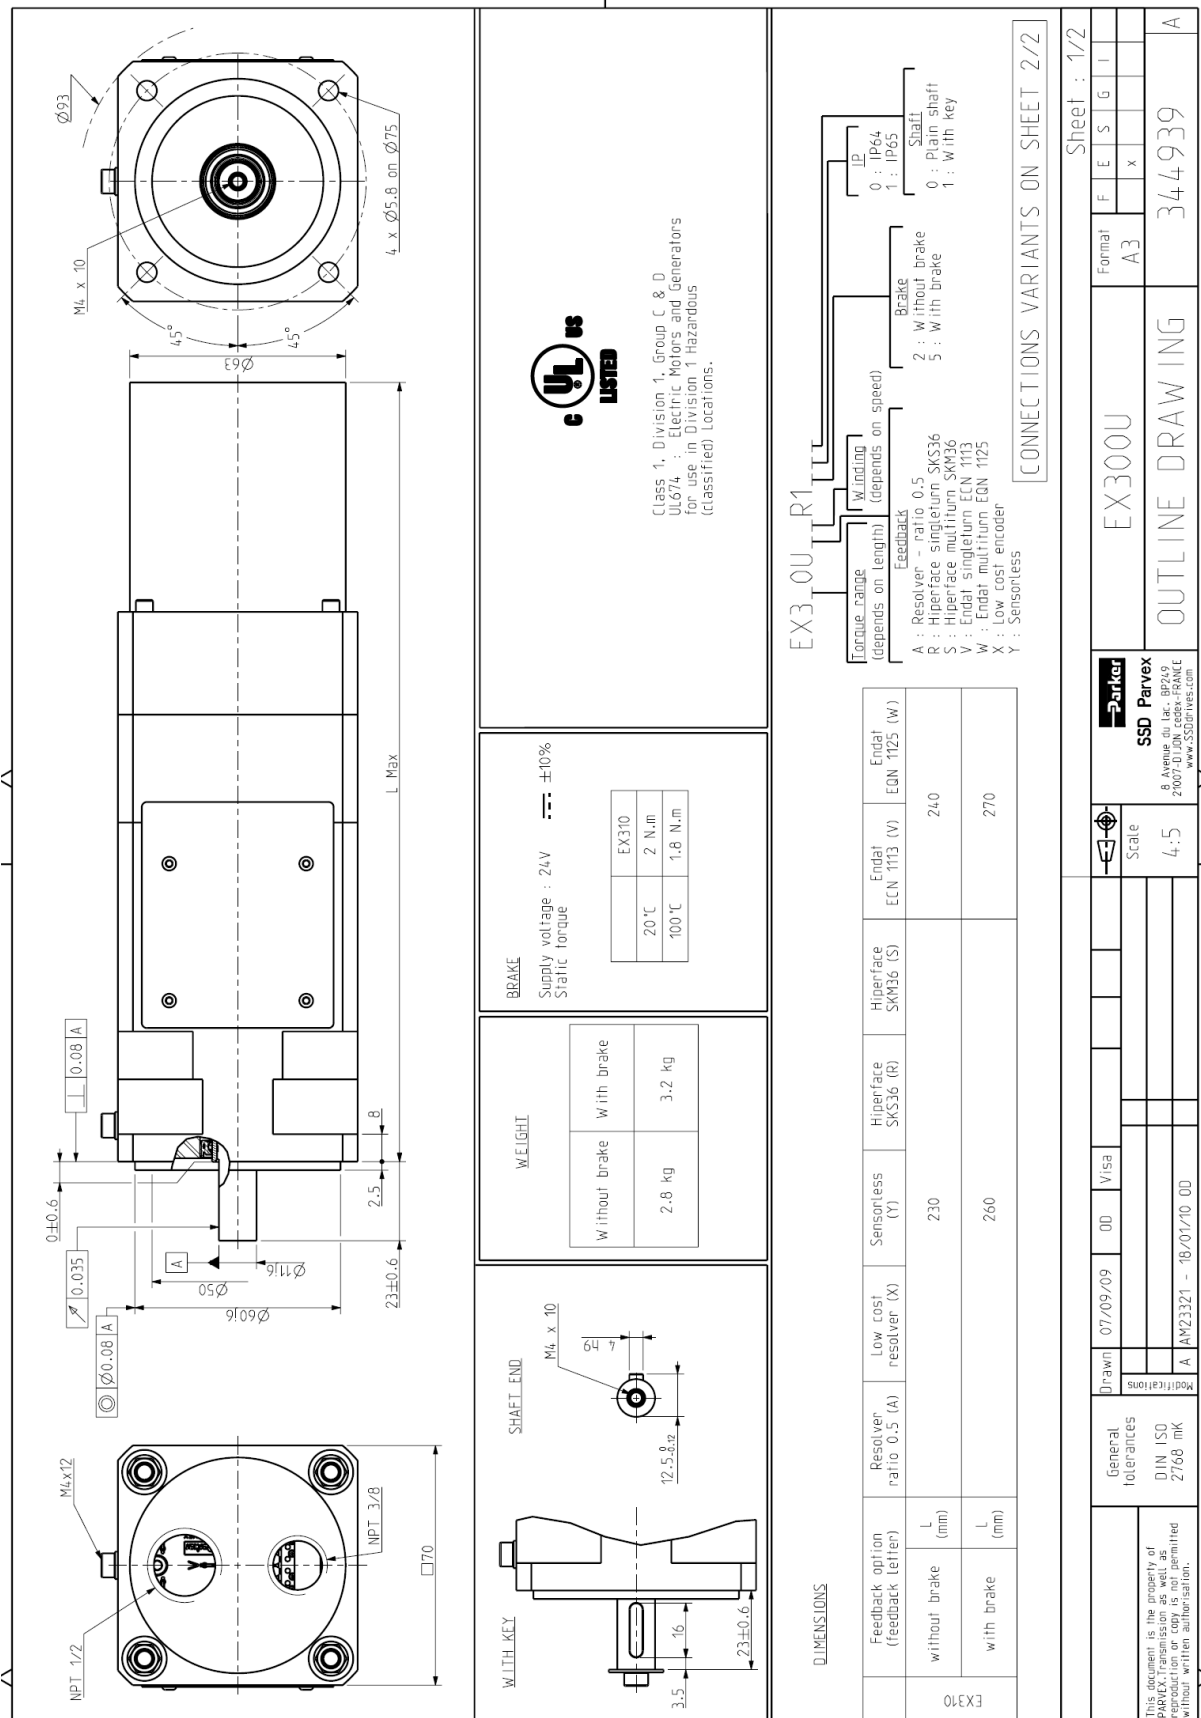 NPT 1/2
M4x12
NPT 3/8
□70
Ø0.08 A
0.035
0±0.6
0.08 A
A
Ø60j6
Ø50
Ø11j6
23±0.6
2.5
8
L Max
Ø63
45°
45°
M4 x 10
Ø93
4 x Ø5.8 on Ø75
WITH KEY
3.5
16
23±0.6
SHAFT END
M4 x 10
4 h9
12.5 0 -0.12
WEIGHT
Without brake With brake
2.8 kg 3.2 kg
BRAKE
Supply voltage : 24V ±10%
Static torque
EX310
20°C 2 N.m
100°C 1.8 N.m
C UL ® US
LISTED
Class 1, Division 1, Group C & D
UL674 : Electric Motors and Generators
for use in Division 1 Hazardous
(classified) Locations.
DIMENSIONS
Feedback option
(feedback letter)
Resolver
ratio 0.5 (A)
Low cost
resolver (X)
Sensorless
(Y)
Hiperface
SKS36 (R)
Hiperface
SKM36 (S)
Endat
ECN 1113 (V)
Endat
EQN 1125 (W)
EX310
without brake L (mm) 230 240
with brake L (mm) 260 270
EX3 0U R1
Torque range
(depends on length)
Winding
(depends on speed)
Feedback
A : Resolver - ratio 0.5
R : Hiperface singleturn SKS36
S : Hiperface multiturn SKM36
V : Endat singleturn ECN 1113
W : Endat multiturn EQN 1125
X : Low cost encoder
Y : Sensorless
Brake
2 : Without brake
5 : With brake
IP
0 : IP64
1 : IP65
Shaft
0 : Plain shaft
1 : With key
CONNECTIONS VARIANTS ON SHEET 2/2
Sheet : 1/2
This document is the property of
PARVEX.Transmission as well as
reproduction or copy is not permitted
without written authorisation.
General
tolerances
DIN ISO
2768 mK
Drawn 07/09/09 OD Visa
Modifications
A AM23321 - 18/01/10 OD
Scale
4:5
Parker
SSD Parvex
8 Avenue du lac. BP249
21007-DIJON cedex-FRANCE
www.SSDdrives.com
EX300U
OUTLINE DRAWING
Format
A3
F E S G I
x
344939
A